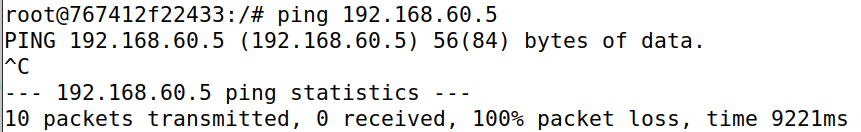 root@767412f22433:/# ping 192.168.60.5
PING 192.168.60.5 (192.168.60.5) 56(84) bytes of data.
^C
--- 192.168.60.5 ping statistics ---
10 packets transmitted, 0 received, 100% packet loss, time 9221ms